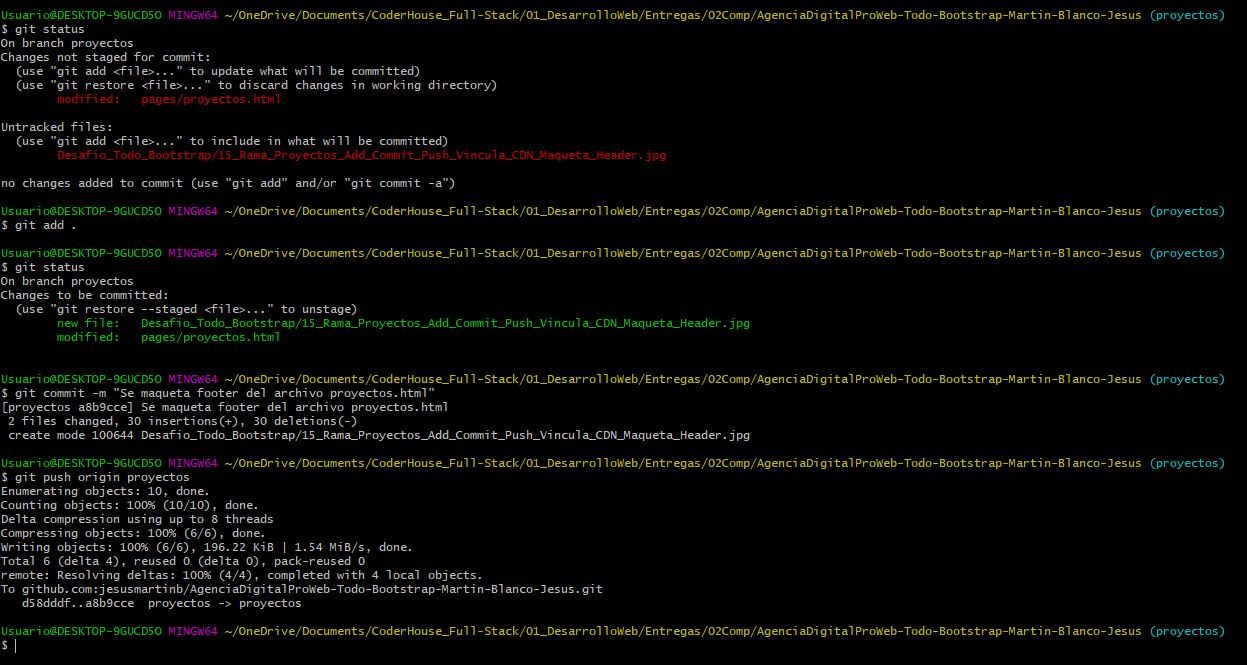 Usuario@DESKTOP-9GUCD5O MINGW64 ~/OneDrive/Documents/CoderHouse_Full-Stack/01_DesarrolloWeb/Entregas/02Comp/AgenciaDigitalProWeb-Todo-Bootstrap-Martin-Blanco-Jesus (proyectos)
$ git status
On branch proyectos
Changes not staged for commit:
  (use "git add <file>..." to update what will be committed)
  (use "git restore <file>..." to discard changes in working directory)
        modified:   pages/proyectos.html

Untracked files:
  (use "git add <file>..." to include in what will be committed)
        Desafio_Todo_Bootstrap/15_Rama_Proyectos_Add_Commit_Push_Vincula_CDN_Maqueta_Header.jpg

no changes added to commit (use "git add" and/or "git commit -a")

Usuario@DESKTOP-9GUCD5O MINGW64 ~/OneDrive/Documents/CoderHouse_Full-Stack/01_DesarrolloWeb/Entregas/02Comp/AgenciaDigitalProWeb-Todo-Bootstrap-Martin-Blanco-Jesus (proyectos)
$ git add .

Usuario@DESKTOP-9GUCD5O MINGW64 ~/OneDrive/Documents/CoderHouse_Full-Stack/01_DesarrolloWeb/Entregas/02Comp/AgenciaDigitalProWeb-Todo-Bootstrap-Martin-Blanco-Jesus (proyectos)
$ git status
On branch proyectos
Changes to be committed:
  (use "git restore --staged <file>..." to unstage)
        new file:   Desafio_Todo_Bootstrap/15_Rama_Proyectos_Add_Commit_Push_Vincula_CDN_Maqueta_Header.jpg
        modified:   pages/proyectos.html

Usuario@DESKTOP-9GUCD5O MINGW64 ~/OneDrive/Documents/CoderHouse_Full-Stack/01_DesarrolloWeb/Entregas/02Comp/AgenciaDigitalProWeb-Todo-Bootstrap-Martin-Blanco-Jesus (proyectos)
$ git commit -m "Se maqueta footer del archivo proyectos.html"
[proyectos a8b9cce] Se maqueta footer del archivo proyectos.html
 2 files changed, 30 insertions(+), 30 deletions(-)
 create mode 100644 Desafio_Todo_Bootstrap/15_Rama_Proyectos_Add_Commit_Push_Vincula_CDN_Maqueta_Header.jpg

Usuario@DESKTOP-9GUCD5O MINGW64 ~/OneDrive/Documents/CoderHouse_Full-Stack/01_DesarrolloWeb/Entregas/02Comp/AgenciaDigitalProWeb-Todo-Bootstrap-Martin-Blanco-Jesus (proyectos)
$ git push origin proyectos
Enumerating objects: 10, done.
Counting objects: 100% (10/10), done.
Delta compression using up to 8 threads
Compressing objects: 100% (6/6), done.
Writing objects: 100% (6/6), 196.22 KiB | 1.54 MiB/s, done.
Total 6 (delta 4), reused 0 (delta 0), pack-reused 0
remote: Resolving deltas: 100% (4/4), completed with 4 local objects.
To github.com:jesusmartinb/AgenciaDigitalProWeb-Todo-Bootstrap-Martin-Blanco-Jesus.git
   d58dddf..a8b9cce  proyectos -> proyectos

Usuario@DESKTOP-9GUCD5O MINGW64 ~/OneDrive/Documents/CoderHouse_Full-Stack/01_DesarrolloWeb/Entregas/02Comp/AgenciaDigitalProWeb-Todo-Bootstrap-Martin-Blanco-Jesus (proyectos)
$